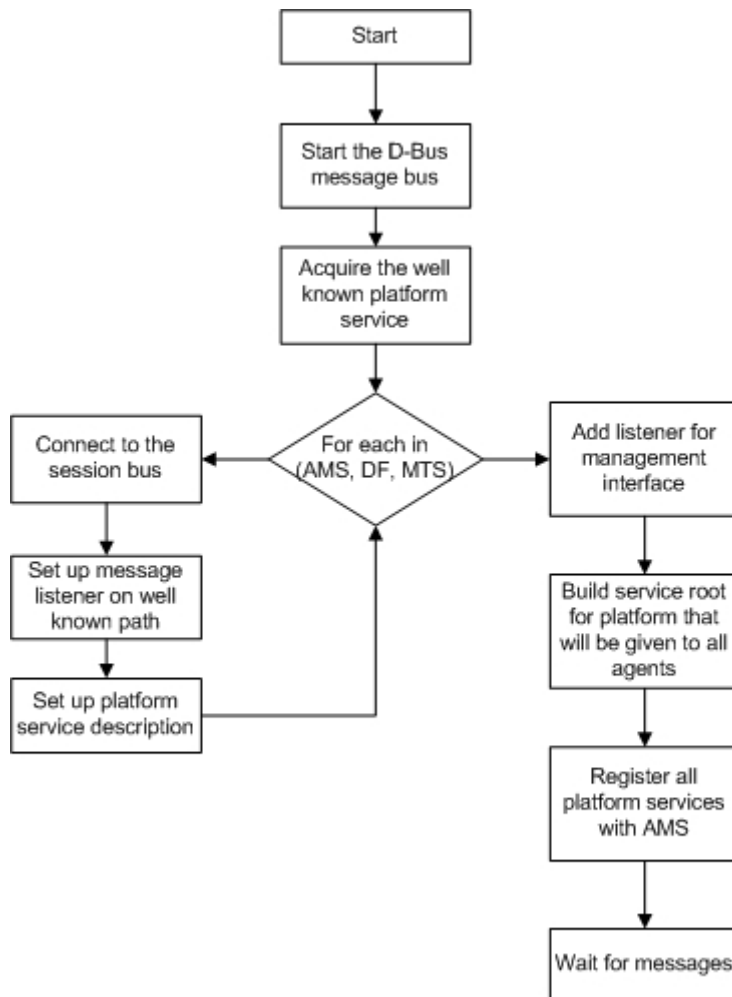 Start
Start the D-Bus
message bus
Acquire the well
known platform
service
For each in
(AMS, DF, MTS)
Connect to the
session bus
Set up message
listener on well
known path
Set up platform
service description
Add listener for
management
interface
Build service root
for platform that
will be given to all
agents
Register all
platform services
with AMS
Wait for messages